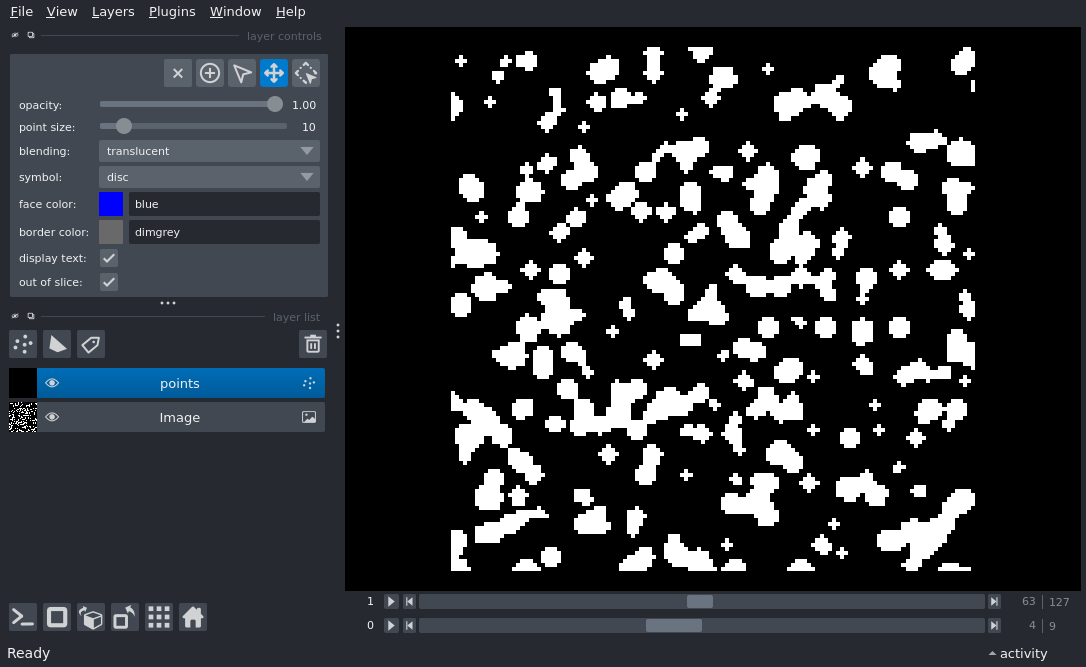 File View Layers Plugins Window Help
layer controls
opacity: 1.00
point size: 10
blending: translucent
symbol: disc
face color: blue
border color: dimgrey
display text:
out of slice:
layer list
points
Image
1 63 | 127
0 4 | 9
Ready activity